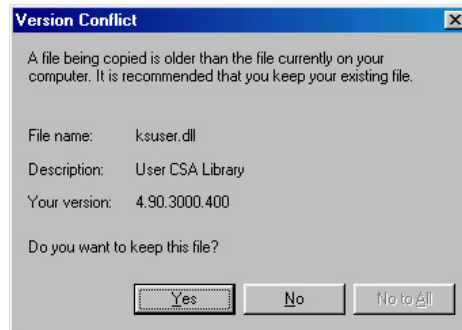 Version Conflict
A file being copied is older than the file currently on your
computer. It is recommended that you keep your existing file.
File name: ksuser.dll
Description: User CSA Library
Your version: 4.90.3000.400
Do you want to keep this file?
Yes No No to All